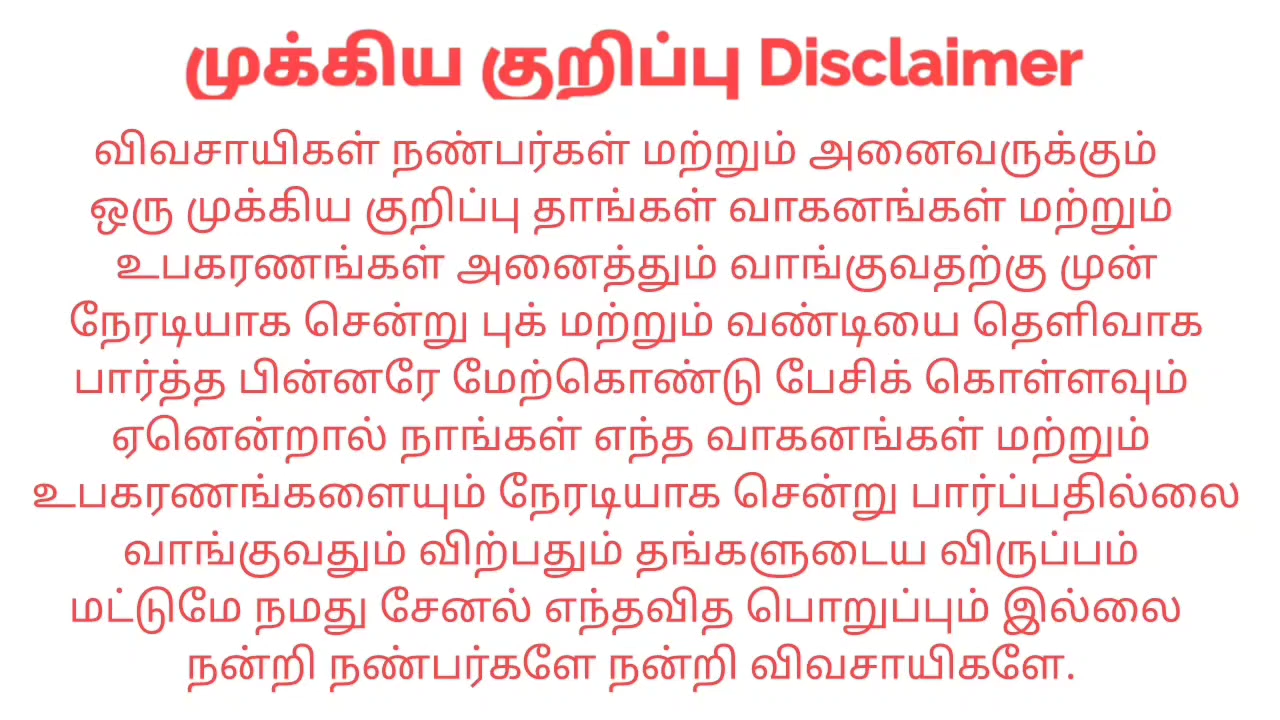 முக்கிய குறிப்பு Disclaimer
விவசாயிகள் நண்பர்கள் மற்றும் அனைவருக்கும்
ஒரு முக்கிய குறிப்பு தாங்கள் வாகனங்கள் மற்றும்
உபகரணங்கள் அனைத்தும் வாங்குவதற்கு முன்
நேரடியாக சென்று புக் மற்றும் வண்டியை தெளிவாக
பார்த்த பின்னரே மேற்கொண்டு பேசிக் கொள்ளவும்
ஏனென்றால் நாங்கள் எந்த வாகனங்கள் மற்றும்
உபகரணங்களையும் நேரடியாக சென்று பார்ப்பதில்லை
வாங்குவதும் விற்பதும் தங்களுடைய விருப்பம்
மட்டுமே நமது சேனல் எந்தவித பொறுப்பும் இல்லை
நன்றி நண்பர்களே நன்றி விவசாயிகளே.